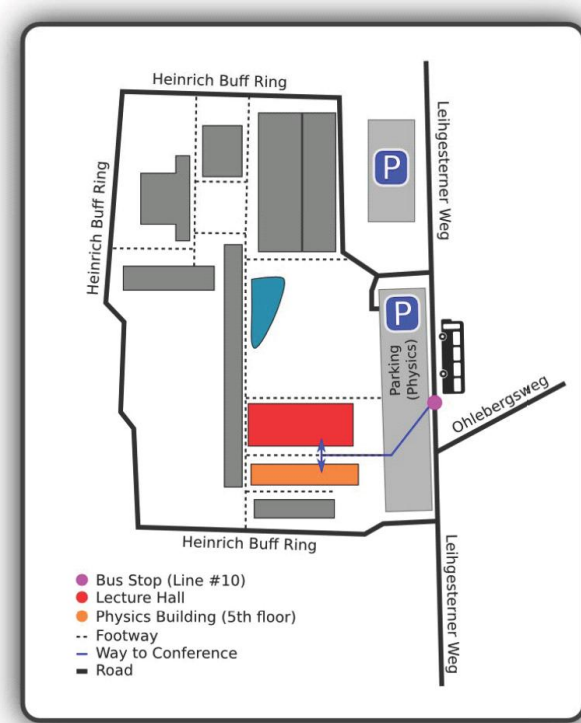 Heinrich Buff Ring
Leihgesterner Weg
P
Heinrich Buff Ring
P
Parking
(Physics)
Ohlebergsweg
Heinrich Buff Ring
Leihgesterner Weg
Bus Stop (Line #10)
Lecture Hall
Physics Building (5th floor)
Footway
Way to Conference
Road